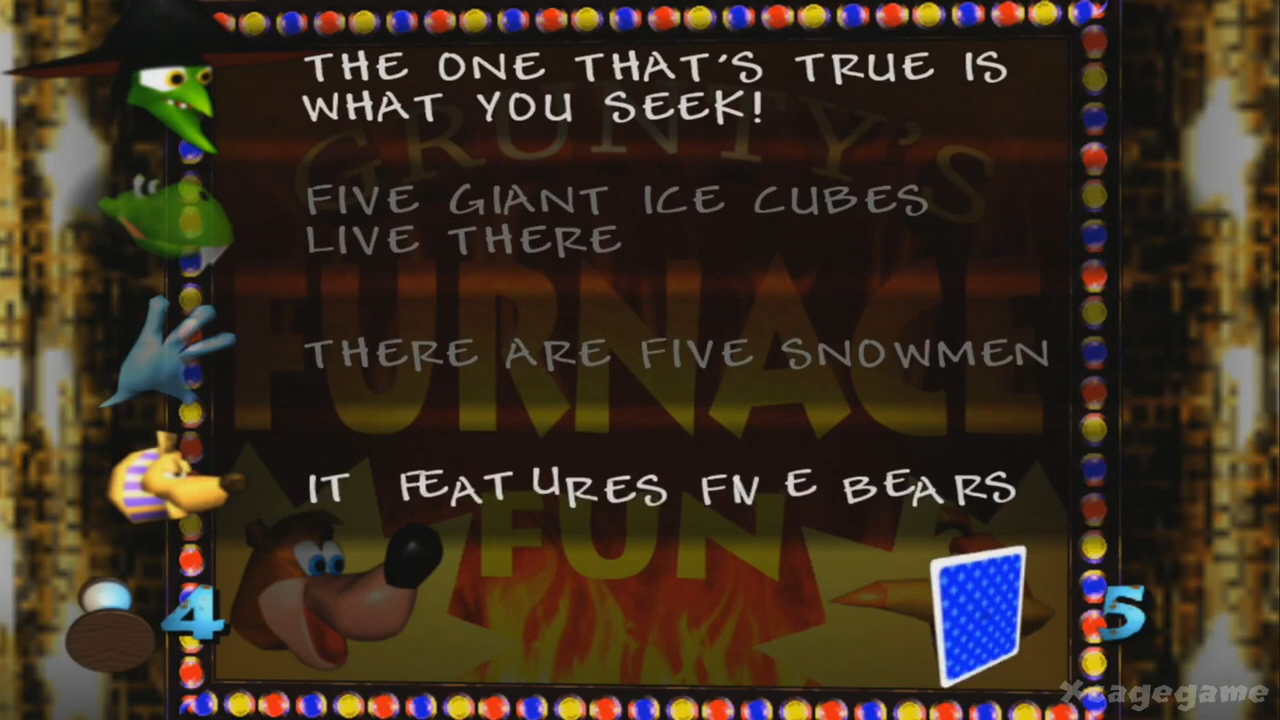 THE ONE THAT'S TRUE IS
WHAT YOU SEEK!
GRUNTY'S
FIVE GIANT ICE CUBES
LIVE THERE
FURNACE
THERE ARE FIVE SNOWMEN
IT FEATURES FIVE BEARS
FUN
4
5
Xcagegame